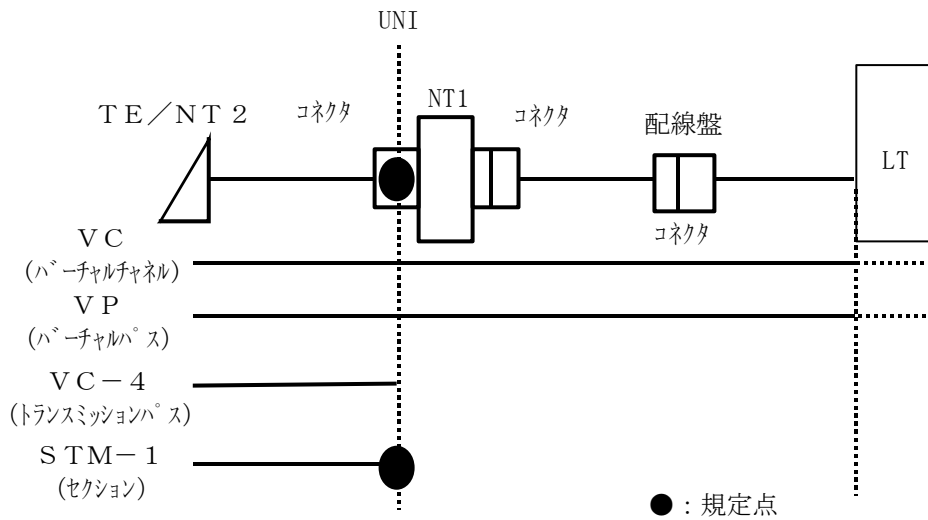 UNI
TE/NT2
コネクタ
NT1
コネクタ
配線盤
LT
コネクタ
VC
(バーチャルチャネル)
VP
(バーチャルパス)
VC-4
(トランスミッションパス)
STM-1
(セクション)
●:規定点